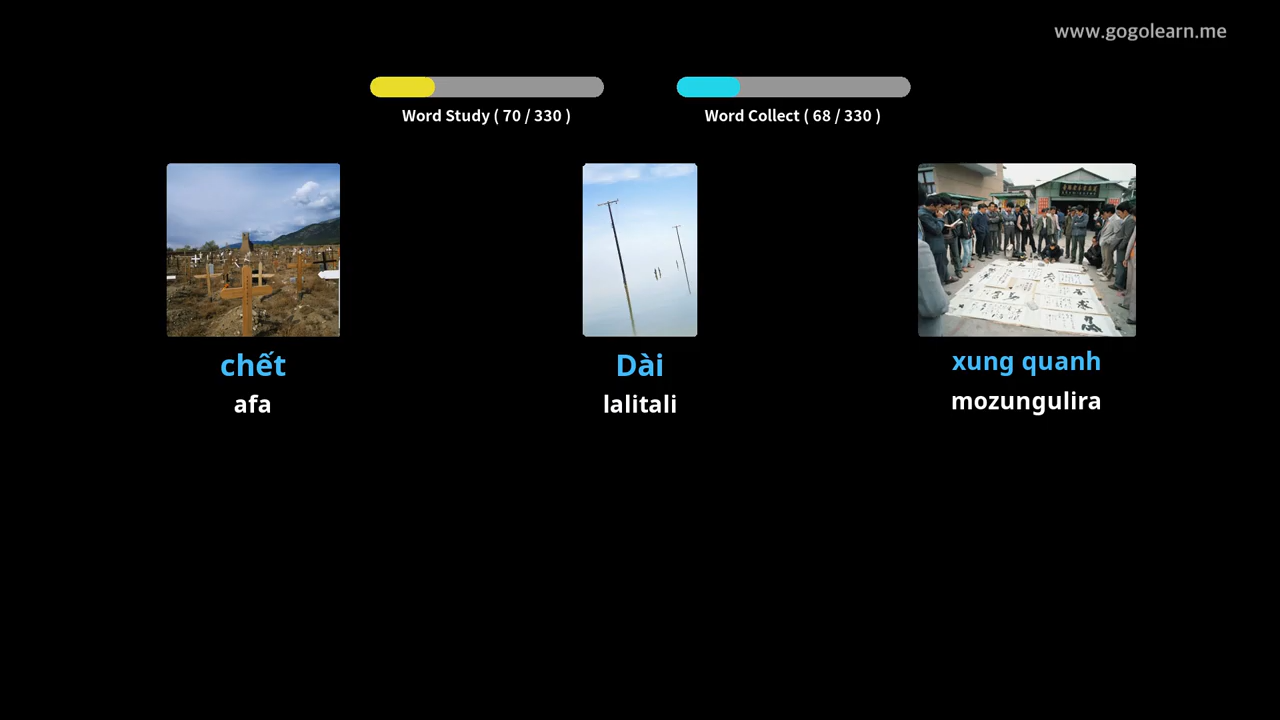 www.gogolearn.me
Word Study ( 70 / 330 )
Word Collect ( 68 / 330 )
chết
afa
Dài
lalitali
xung quanh
mozungulira